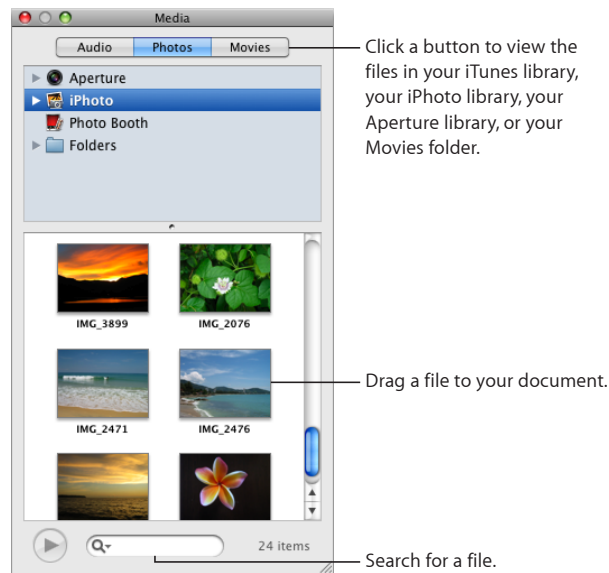 Media
Audio Photos Movies
Click a button to view the
files in your iTunes library,
your iPhoto library, your
Aperture library, or your
Movies folder.
Aperture
iPhoto
Photo Booth
Folders
IMG_3899 IMG_2076
IMG_2471 IMG_2476
Drag a file to your document.
24 items
Search for a file.